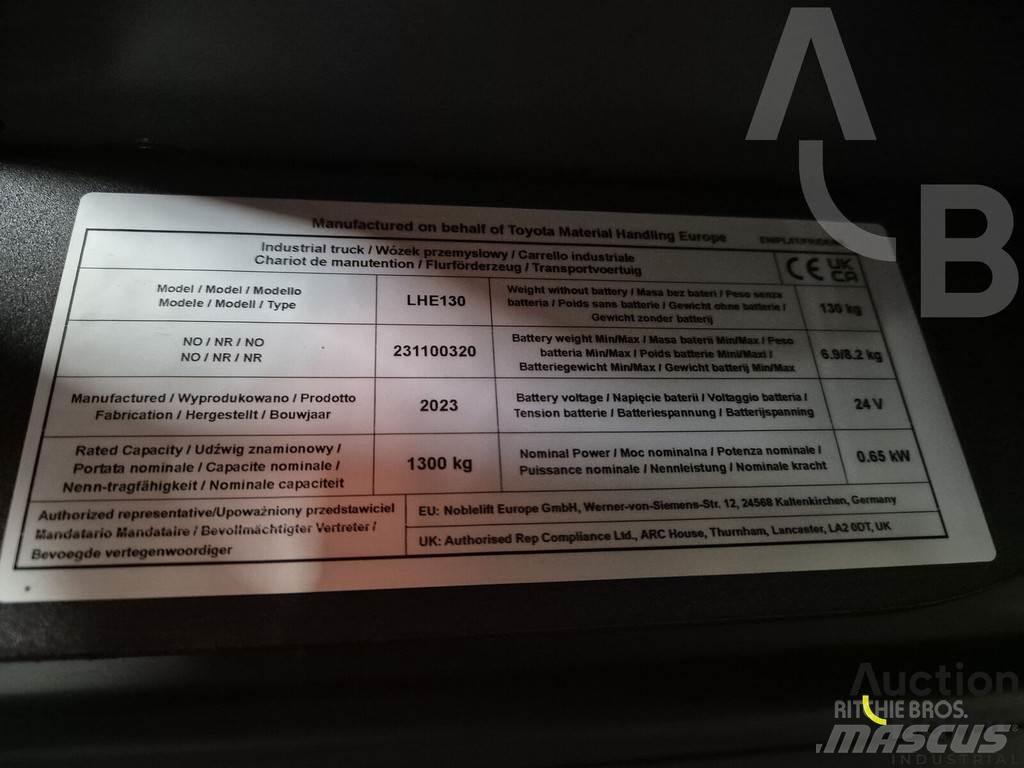 A
B
Manufactured on behalf of Toyota Material Handling Europe
Industrial truck / Wózek przemysłowy / Carrello industriale
Chariot de manutention / Flurförderzeug / Transportvoertuig
CE UK CA
Model / Model / Modello
Modele / Modell / Type
LHE130
Weight without battery / Masa bez baterii / Peso senza
batteria / Poids sans batterie / Gewicht ohne batterie /
Gewicht zonder batterij
130 kg
NO / NR / NO
NO / NR / NR
231100320
Battery weight Min/Max / Masa baterii Min/Max / Peso
batteria Min/Max / Poids batterie Mini/Maxi /
Batteriegewicht Min/Max / Gewicht batterij Min/Max
6.9/8.2 kg
Manufactured / Wyprodukowano / Prodotto
Fabrication / Hergestellt / Bouwjaar
2023
Battery voltage / Napięcie baterii / Voltaggio batteria /
Tension batterie / Batteriespannung / Batterijspanning
24 V
Rated Capacity / Udźwig znamionowy /
Portata nominale / Capacite nominale /
Nenn-tragfähigkeit / Nominale capaciteit
1300 kg
Nominal Power / Moc nominalna / Potenza nominale /
Puissance nominale / Nennleistung / Nominale kracht
0.65 kW
Authorized representative/Upoważniony przedstawiciel
Mandatario Mandataire / Bevollmächtigter Vertreter /
Bevoegde vertegenwoordiger
EU: Noblelift Europe GmbH, Werner-von-Siemens-Str. 12, 24568 Kaltenkirchen, Germany
UK: Authorised Rep Compliance Ltd., ARC House, Thurnham, Lancaster, LA2 0DT, UK
Auction
RITCHIE BROS.
MASCUS
INDUSTRIAL